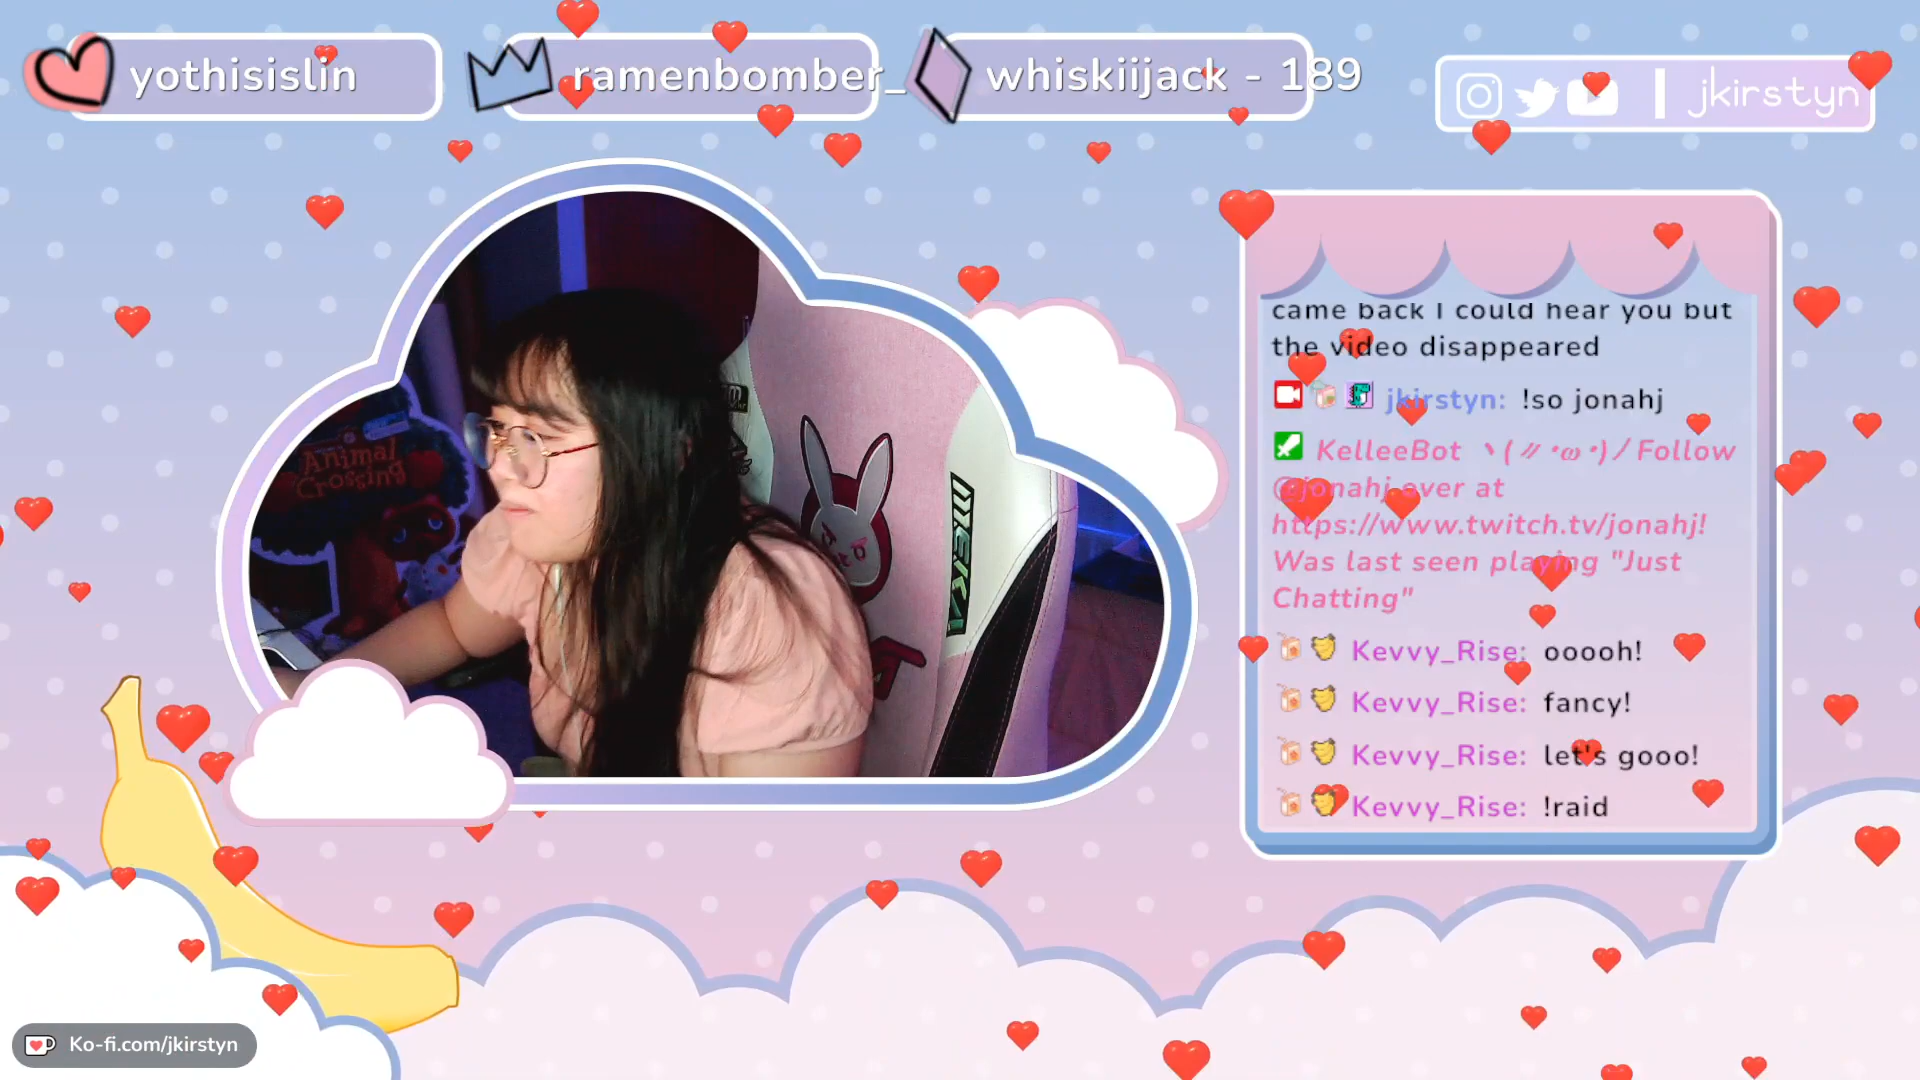 yothisislin
ramenbomber_
whiskiijack - 189
jkirstyn
Animal
Crossing
came back I could hear you but
the video disappeared
jkirstyn: !so jonahj
KelleeBot ヽ(〃･ω･)ﾉ Follow
@jonahj over at
https://www.twitch.tv/jonahj!
Was last seen playing "Just
Chatting"
Kevvy_Rise: ooooh!
Kevvy_Rise: fancy!
Kevvy_Rise: let's gooo!
Kevvy_Rise: !raid
Ko-fi.com/jkirstyn